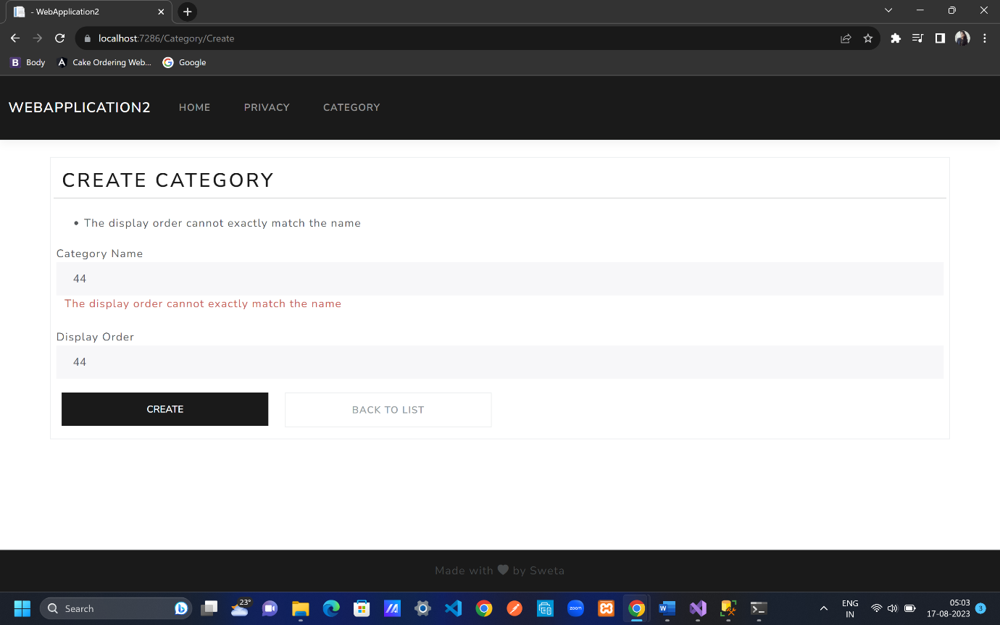 - WebApplication2
localhost:7286/Category/Create
B Body
Cake Ordering Web...
Google
WEBAPPLICATION2
HOME
PRIVACY
CATEGORY
CREATE CATEGORY
• The display order cannot exactly match the name
Category Name
44
The display order cannot exactly match the name
Display Order
44
CREATE
BACK TO LIST
Made with 🖤 by Sweta
Search
23°
zoom
W
ENG
IN
05:03
17-08-2023
3